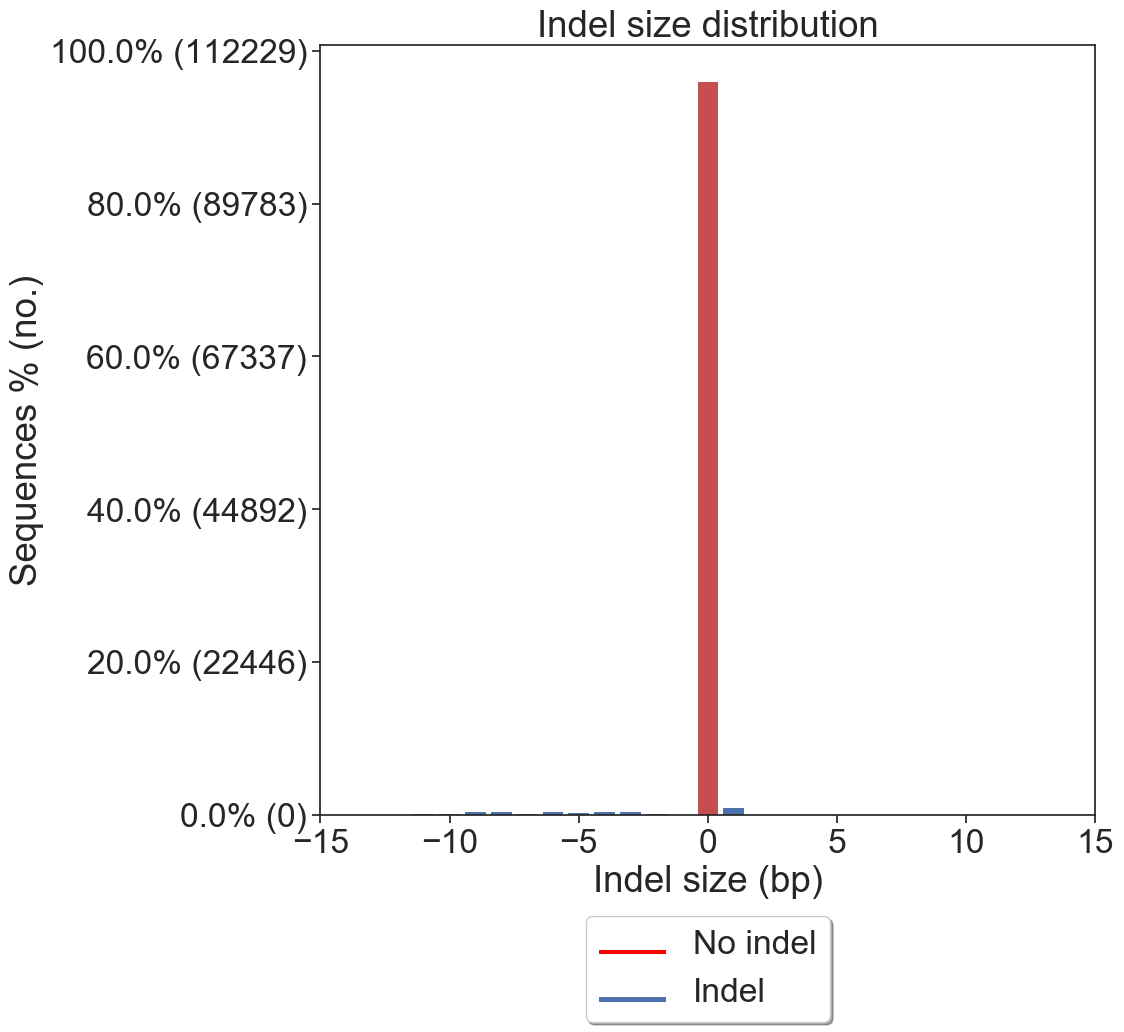 Indel size distribution
100.0% (112229)
80.0% (89783)
60.0% (67337)
40.0% (44892)
20.0% (22446)
0.0% (0)
Sequences % (no.)
−15 −10 −5 0 5 10 15
Indel size (bp)
No indel
Indel